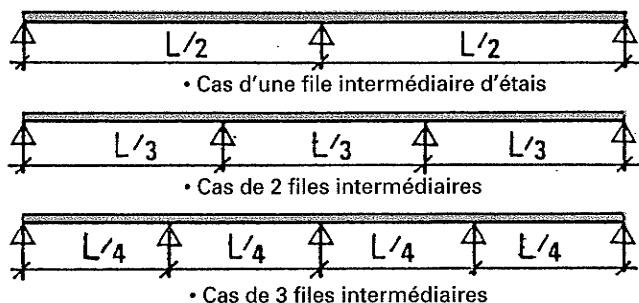 L/2 L/2
• Cas d'une file intermédiaire d'étais
L/3 L/3 L/3
• Cas de 2 files intermédiaires
L/4 L/4 L/4 L/4
• Cas de 3 files intermédiaires